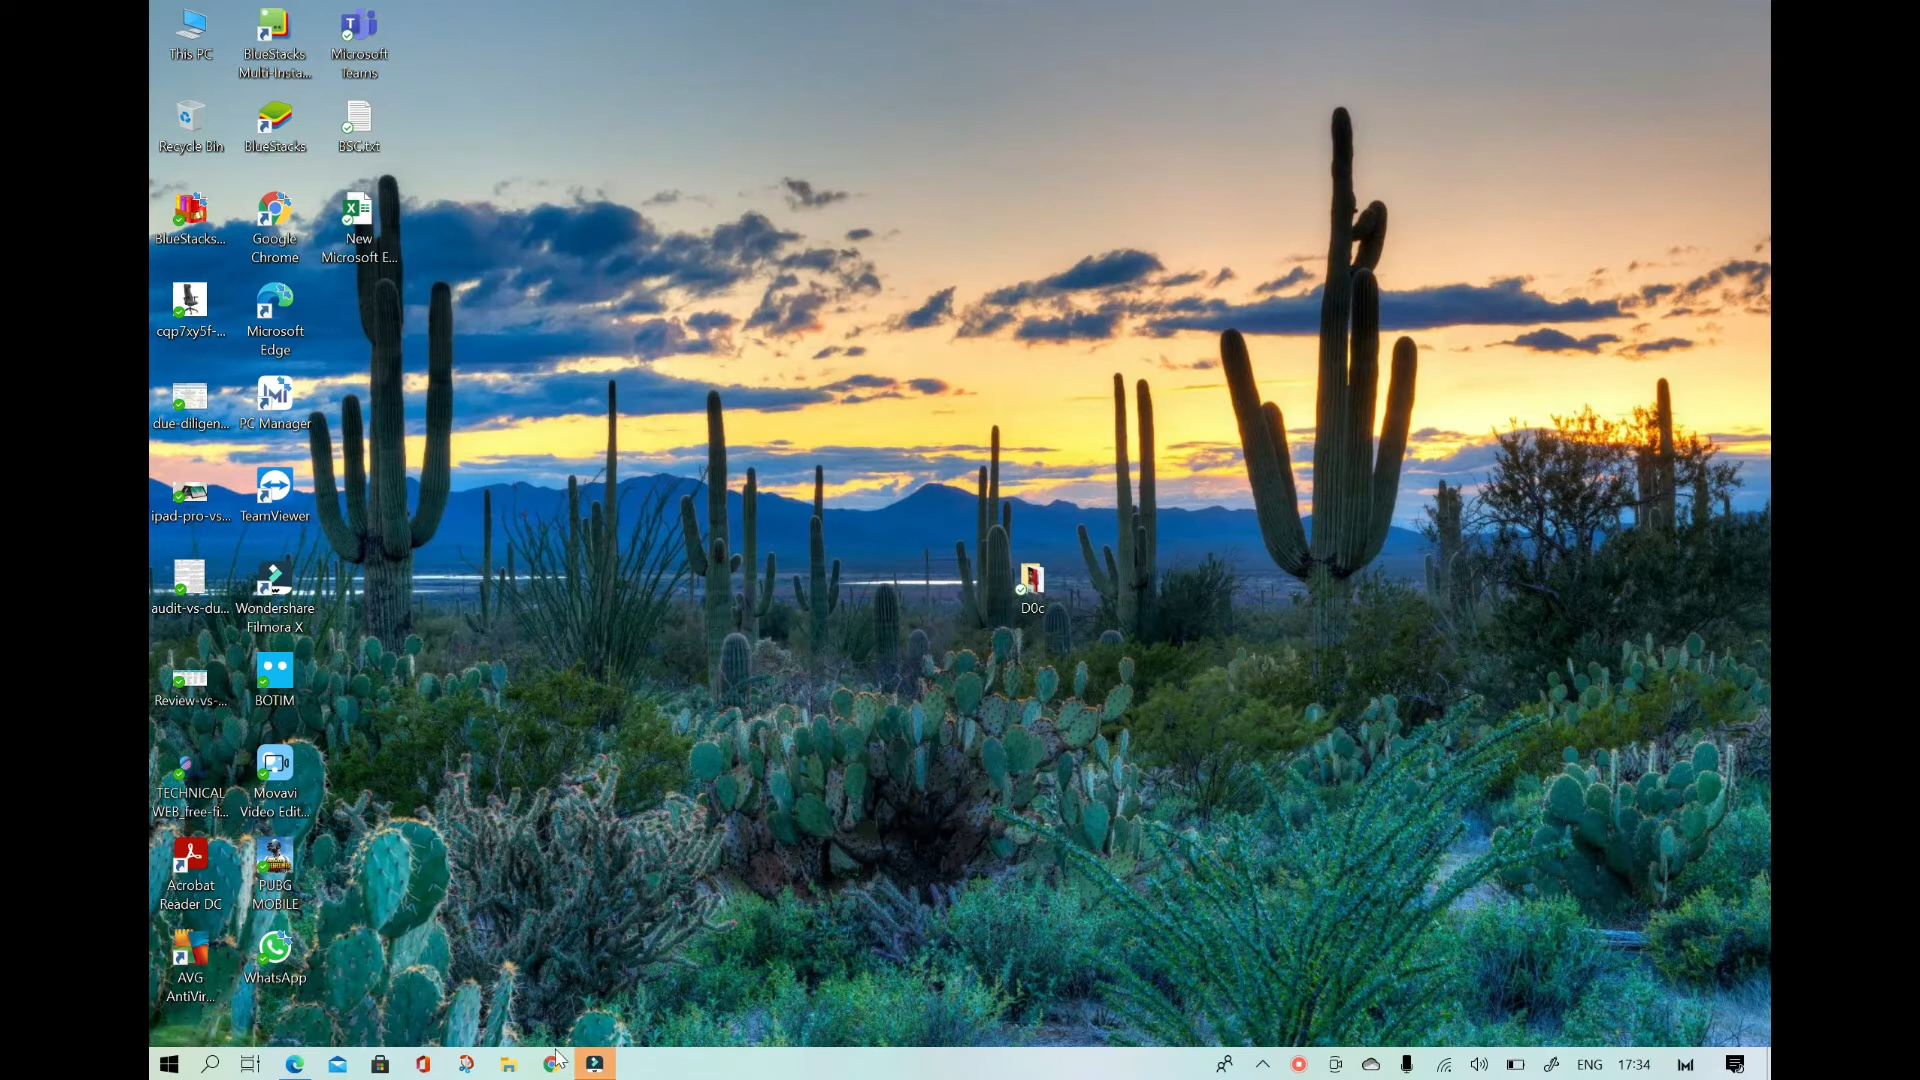 This PC
BlueStacks
Multi-Insta...
Microsoft
Teams
Recycle Bin
BlueStacks
BSC.txt
BlueStacks...
Google
Chrome
New
Microsoft E...
cqp7xy5f-...
Microsoft
Edge
due-diligen...
PC Manager
ipad-pro-vs...
TeamViewer
audit-vs-du...
Wondershare
Filmora X
D0c
Review-vs-...
BOTIM
TECHNICAL
WEB_free-fi...
Movavi
Video Edit...
Acrobat
Reader DC
PUBG
MOBILE
AVG
AntiVir...
WhatsApp
ENG
17:34